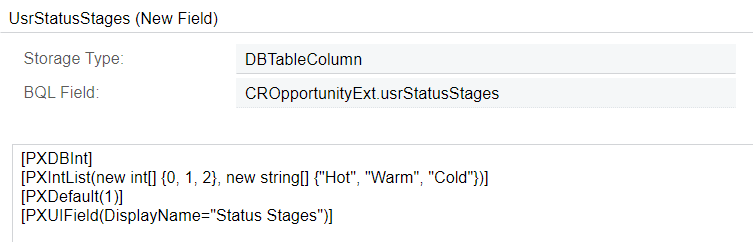 UsrStatusStages (New Field)
Storage Type: DBTableColumn
BQL Field: CROpportunityExt.usrStatusStages
[PXDBInt]
[PXIntList(new int[] {0, 1, 2}, new string[] {"Hot", "Warm", "Cold"})]
[PXDefault(1)]
[PXUIField(DisplayName="Status Stages")]